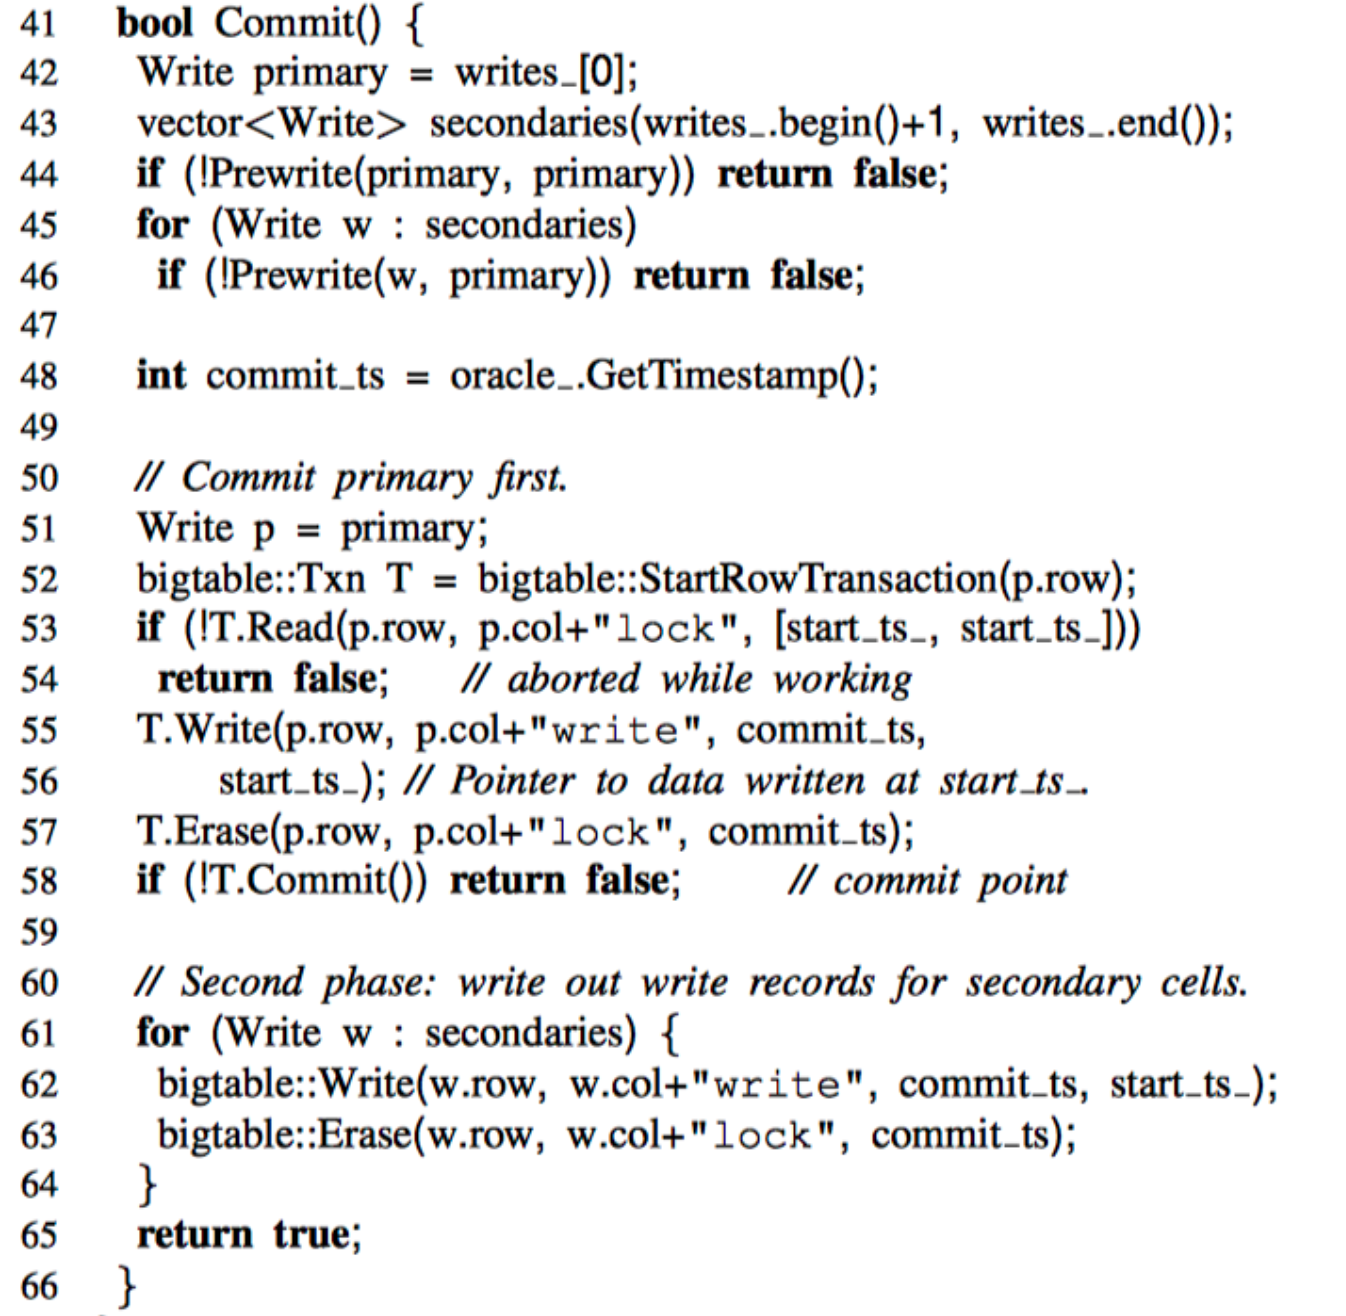 41 bool Commit() {
42 Write primary = writes_[0];
43 vector<Write> secondaries(writes_.begin()+1, writes_.end());
44 if (!Prewrite(primary, primary)) return false;
45 for (Write w : secondaries)
46 if (!Prewrite(w, primary)) return false;
47
48 int commit_ts = oracle_.GetTimestamp();
49
50 // Commit primary first.
51 Write p = primary;
52 bigtable::Txn T = bigtable::StartRowTransaction(p.row);
53 if (!T.Read(p.row, p.col+"lock", [start_ts_, start_ts_]))
54 return false; // aborted while working
55 T.Write(p.row, p.col+"write", commit_ts,
56 start_ts_); // Pointer to data written at start_ts_.
57 T.Erase(p.row, p.col+"lock", commit_ts);
58 if (!T.Commit()) return false; // commit point
59
60 // Second phase: write out write records for secondary cells.
61 for (Write w : secondaries) {
62 bigtable::Write(w.row, w.col+"write", commit_ts, start_ts_);
63 bigtable::Erase(w.row, w.col+"lock", commit_ts);
64 }
65 return true;
66 }